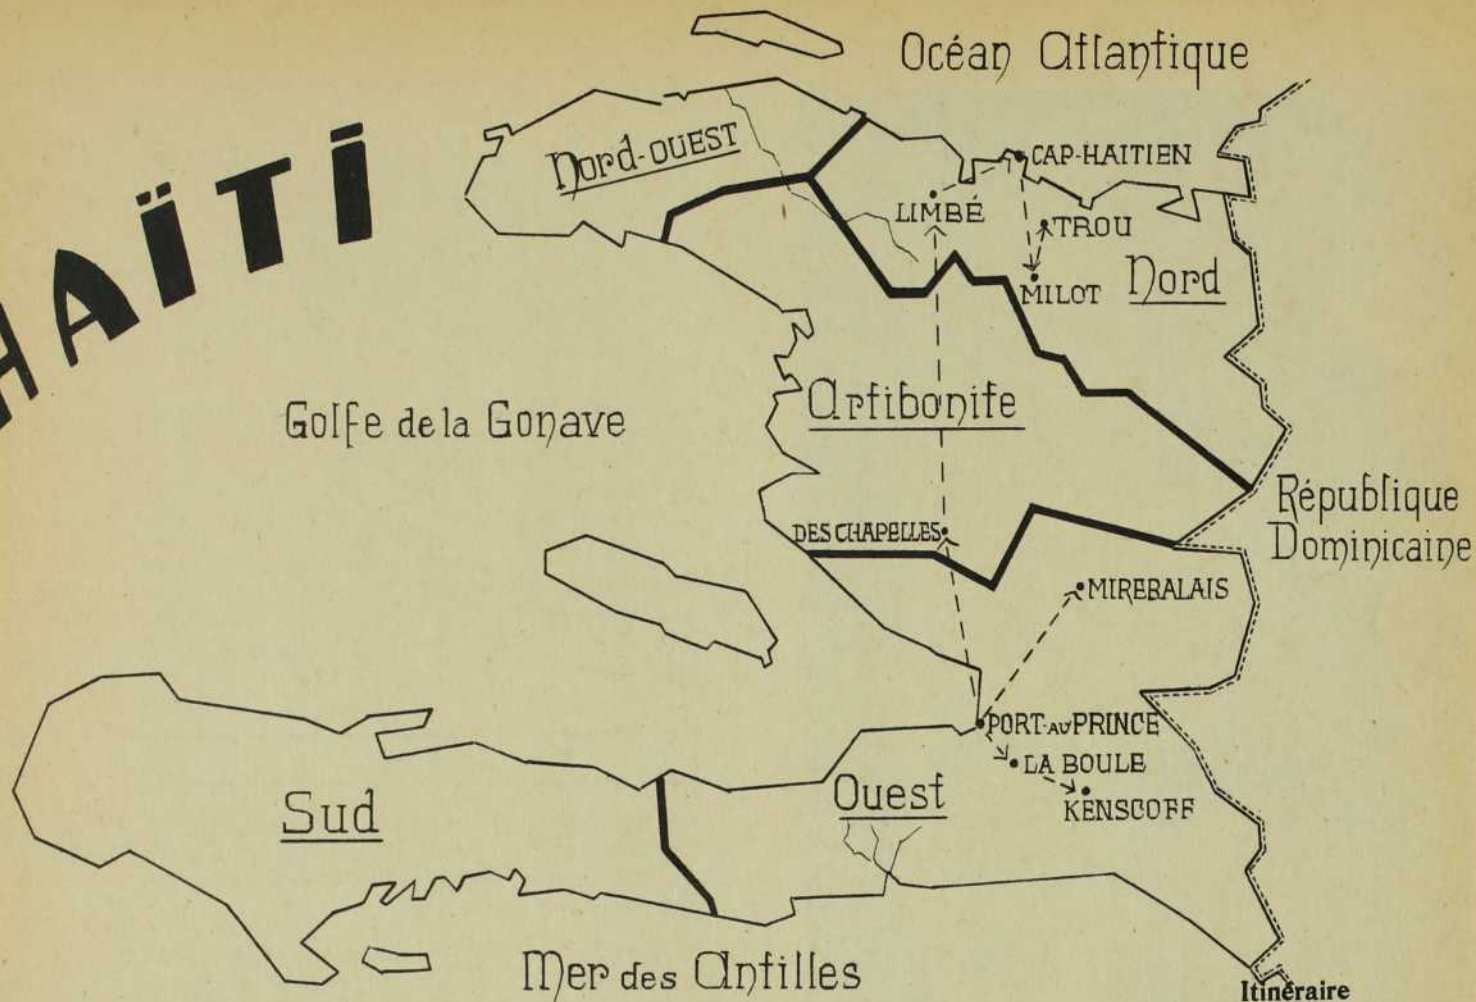 HAÏTI
Océan Atlantique
Nord-OUEST
CAP-HAITIEN
LIMBÉ
TROU
MILOT
Nord
Artibonite
Golfe de la Gonave
République
Dominicaine
DES CHAPELLES
MIREBALAIS
PORT-AU PRINCE
LA BOULE
KENSCOFF
Ouest
Sud
Mer des Antilles
Itinéraire